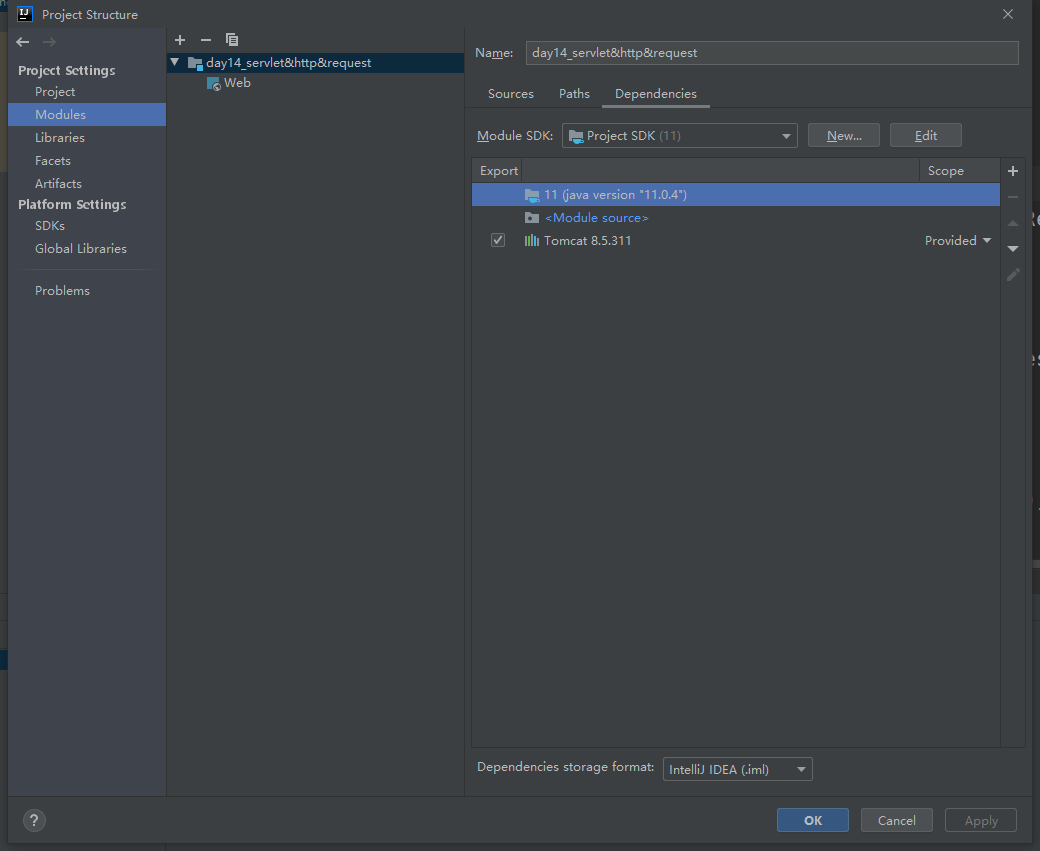 Project Structure
Project Settings
Project
Modules
Libraries
Facets
Artifacts
Platform Settings
SDKs
Global Libraries
Problems
day14_servlet&http&request
Web
Name: day14_servlet&http&request
Sources Paths Dependencies
Module SDK: Project SDK (11) New... Edit
Export Scope
11 (java version "11.0.4")
<Module source>
Tomcat 8.5.311 Provided
Dependencies storage format: IntelliJ IDEA (.iml)
? OK Cancel Apply